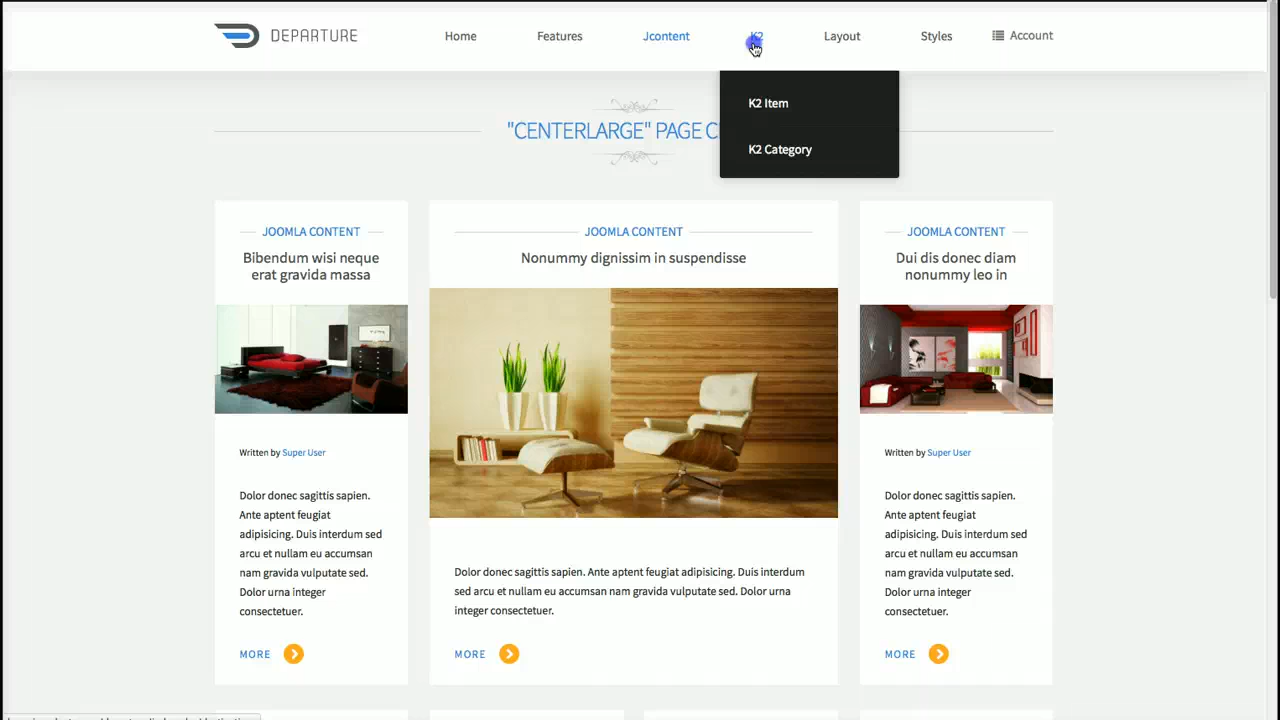 DEPARTURE
Home
Features
Jcontent
K2
Layout
Styles
Account
K2 Item
K2 Category
"CENTERLARGE" PAGE C
JOOMLA CONTENT
Bibendum wisi neque
erat gravida massa
Written by Super User
Dolor donec sagittis sapien.
Ante aptent feugiat
adipisicing. Duis interdum sed
arcu et nullam eu accumsan
nam gravida vulputate sed.
Dolor urna integer
consectetuer.
MORE
JOOMLA CONTENT
Nonummy dignissim in suspendisse
Dolor donec sagittis sapien. Ante aptent feugiat adipisicing. Duis interdum
sed arcu et nullam eu accumsan nam gravida vulputate sed. Dolor urna
integer consectetuer.
MORE
JOOMLA CONTENT
Dui dis donec diam
nonummy leo in
Written by Super User
Dolor donec sagittis sapien.
Ante aptent feugiat
adipisicing. Duis interdum sed
arcu et nullam eu accumsan
nam gravida vulputate sed.
Dolor urna integer
consectetuer.
MORE